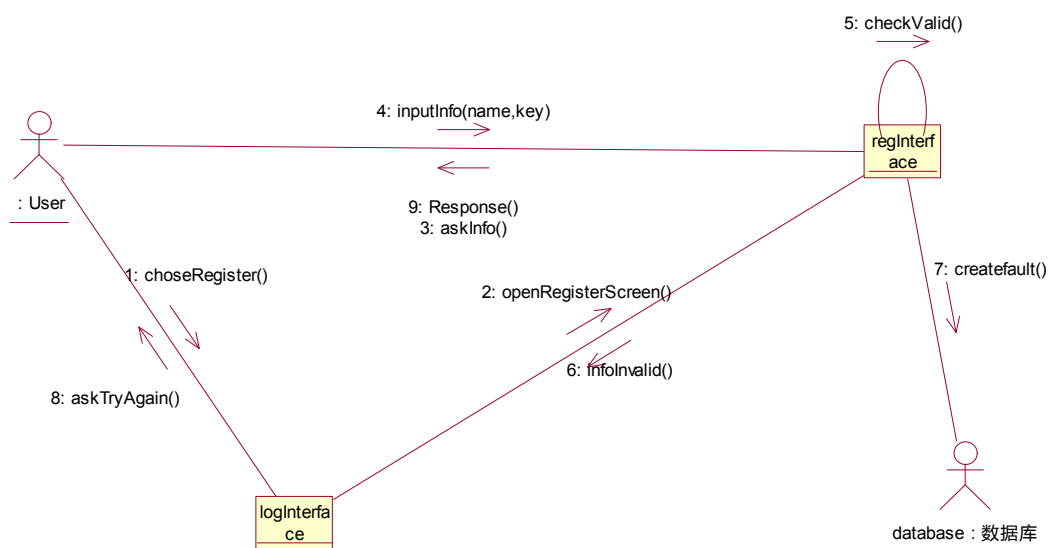 5: checkValid()
4: inputInfo(name,key)
regInterf
ace
: User
9: Response()
3: askInfo()
1: choseRegister()
7: createfault()
2: openRegisterScreen()
6: infoInvalid()
8: askTryAgain()
logInterfa
ce
database : 数据库